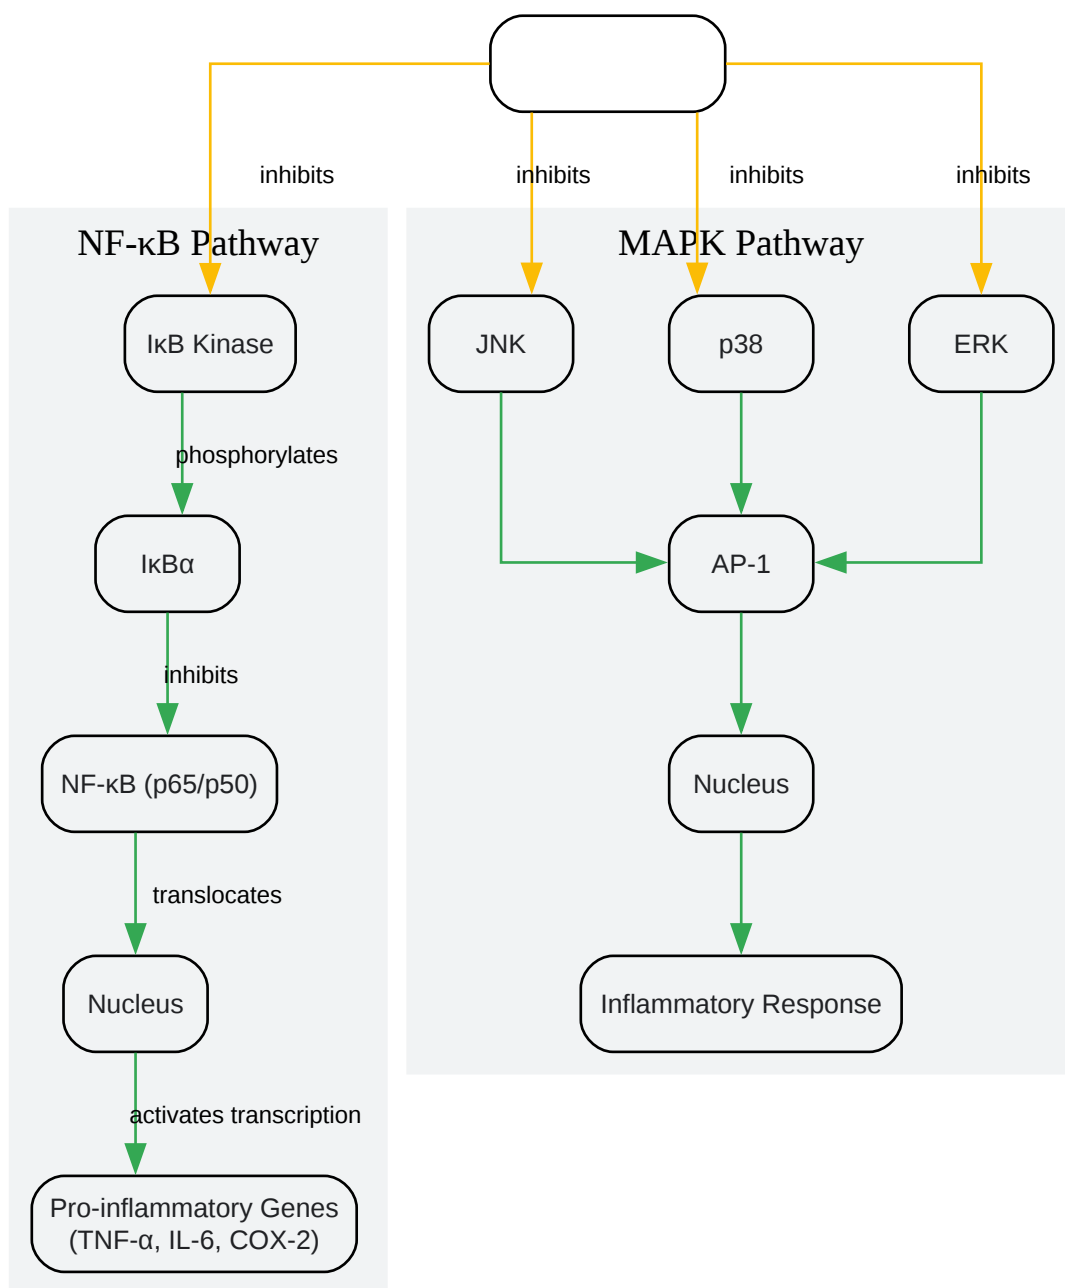 inhibits
inhibits
inhibits
inhibits
NF-κB Pathway
MAPK Pathway
IκB Kinase
JNK
p38
ERK
phosphorylates
IκBα
AP-1
inhibits
NF-κB (p65/p50)
Nucleus
translocates
Nucleus
Inflammatory Response
activates transcription
Pro-inflammatory Genes
(TNF-α, IL-6, COX-2)